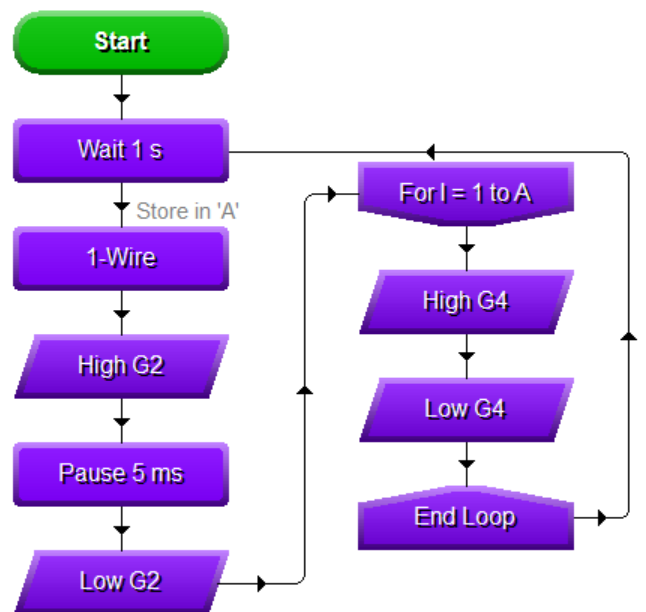 Start
Wait 1 s
Store in 'A'
1-Wire
High G2
Pause 5 ms
Low G2
For I = 1 to A
High G4
Low G4
End Loop